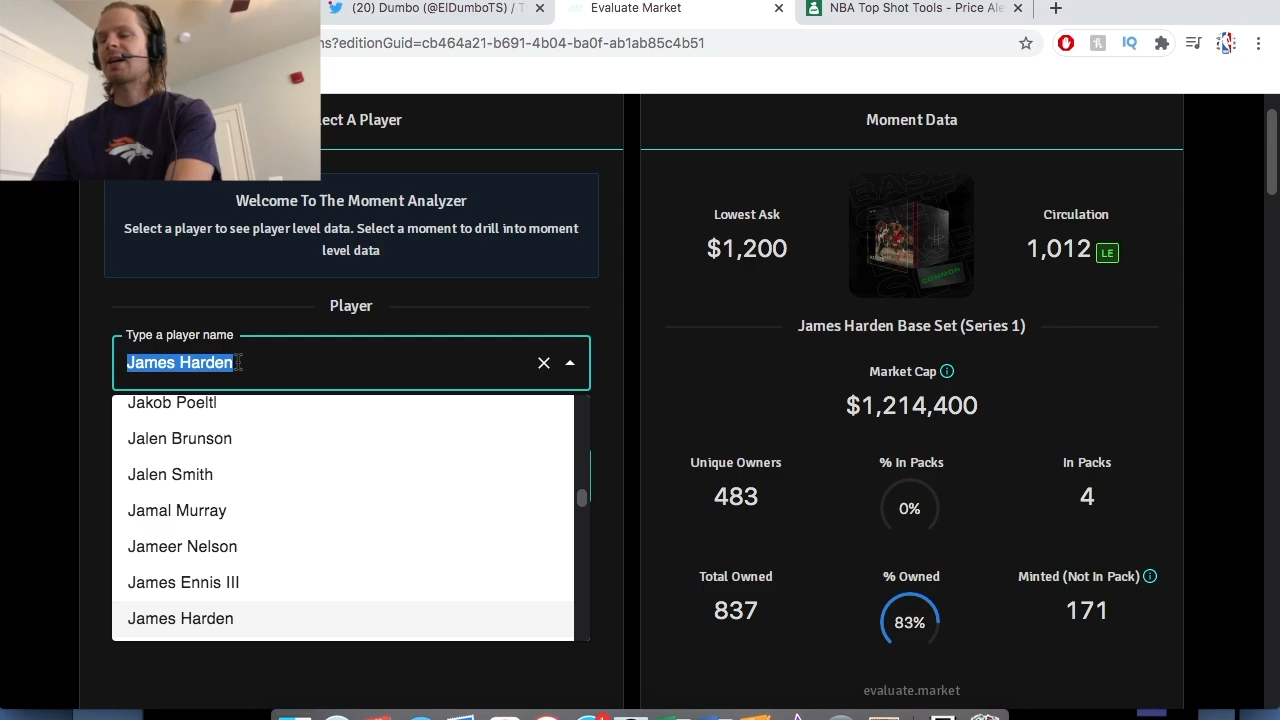 (20) Dumbo (@ElDumboTS) / T
Evaluate Market
NBA Top Shot Tools - Price Ale
ns?editionGuid=cb464a21-b691-4b04-ba0f-ab1ab85c4b51
ect A Player
Moment Data
Welcome To The Moment Analyzer
Select a player to see player level data. Select a moment to drill into moment
level data
Player
Type a player name
James Harden
Jakob Poeltl
Jalen Brunson
Jalen Smith
Jamal Murray
Jameer Nelson
James Ennis III
James Harden
Lowest Ask
$1,200
COMMON
Circulation
1,012 LE
James Harden Base Set (Series 1)
Market Cap
$1,214,400
Unique Owners
483
% In Packs
0%
In Packs
4
Total Owned
837
% Owned
83%
Minted (Not In Pack)
171
evaluate.market